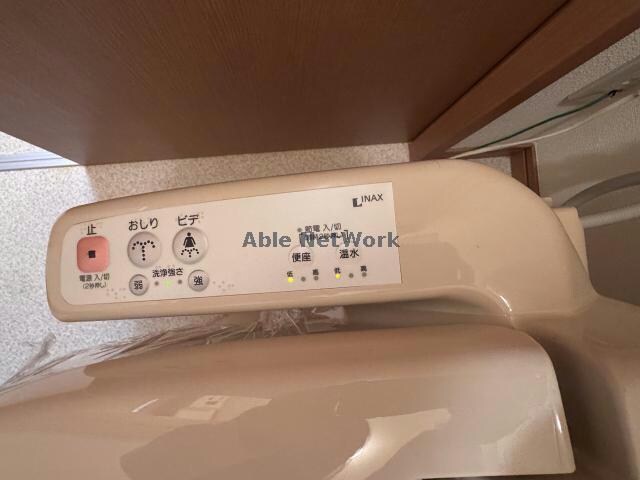 INAX
止
おしり
ビデ
節電 入/切
Able NetWork
便座
温水
電源 入/切
(2秒押し)
洗浄強さ
弱
強
低
高
低
高